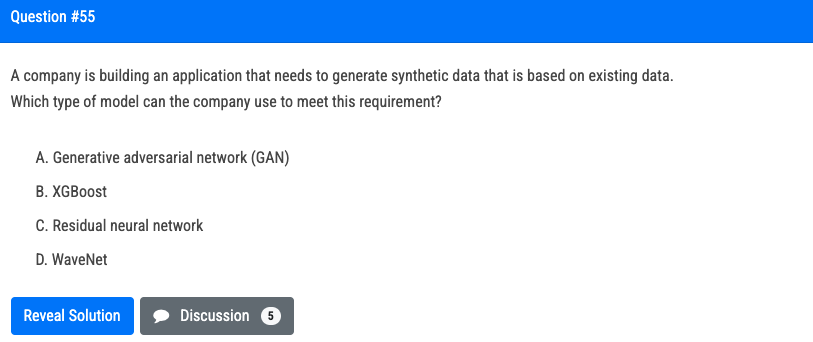 Question #55
A company is building an application that needs to generate synthetic data that is based on existing data.
Which type of model can the company use to meet this requirement?
A. Generative adversarial network (GAN)
B. XGBoost
C. Residual neural network
D. WaveNet
Reveal Solution Discussion 5